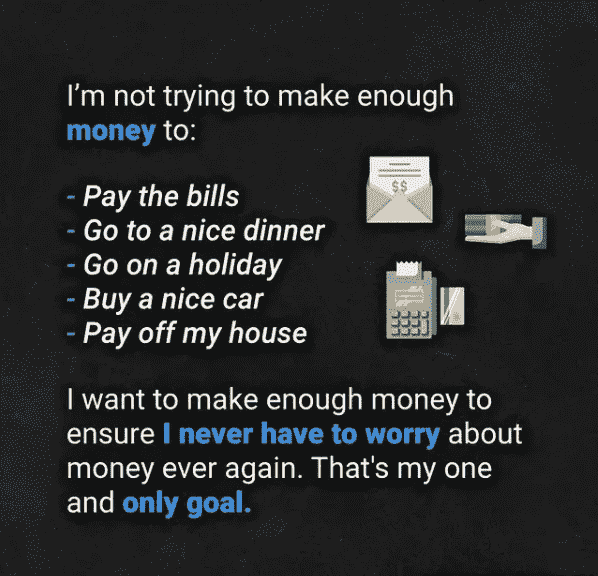 I’m not trying to make enough
money to:
- Pay the bills
- Go to a nice dinner
- Go on a holiday
- Buy a nice car
- Pay off my house
$$
I want to make enough money to
ensure I never have to worry about
money ever again. That's my one
and only goal.